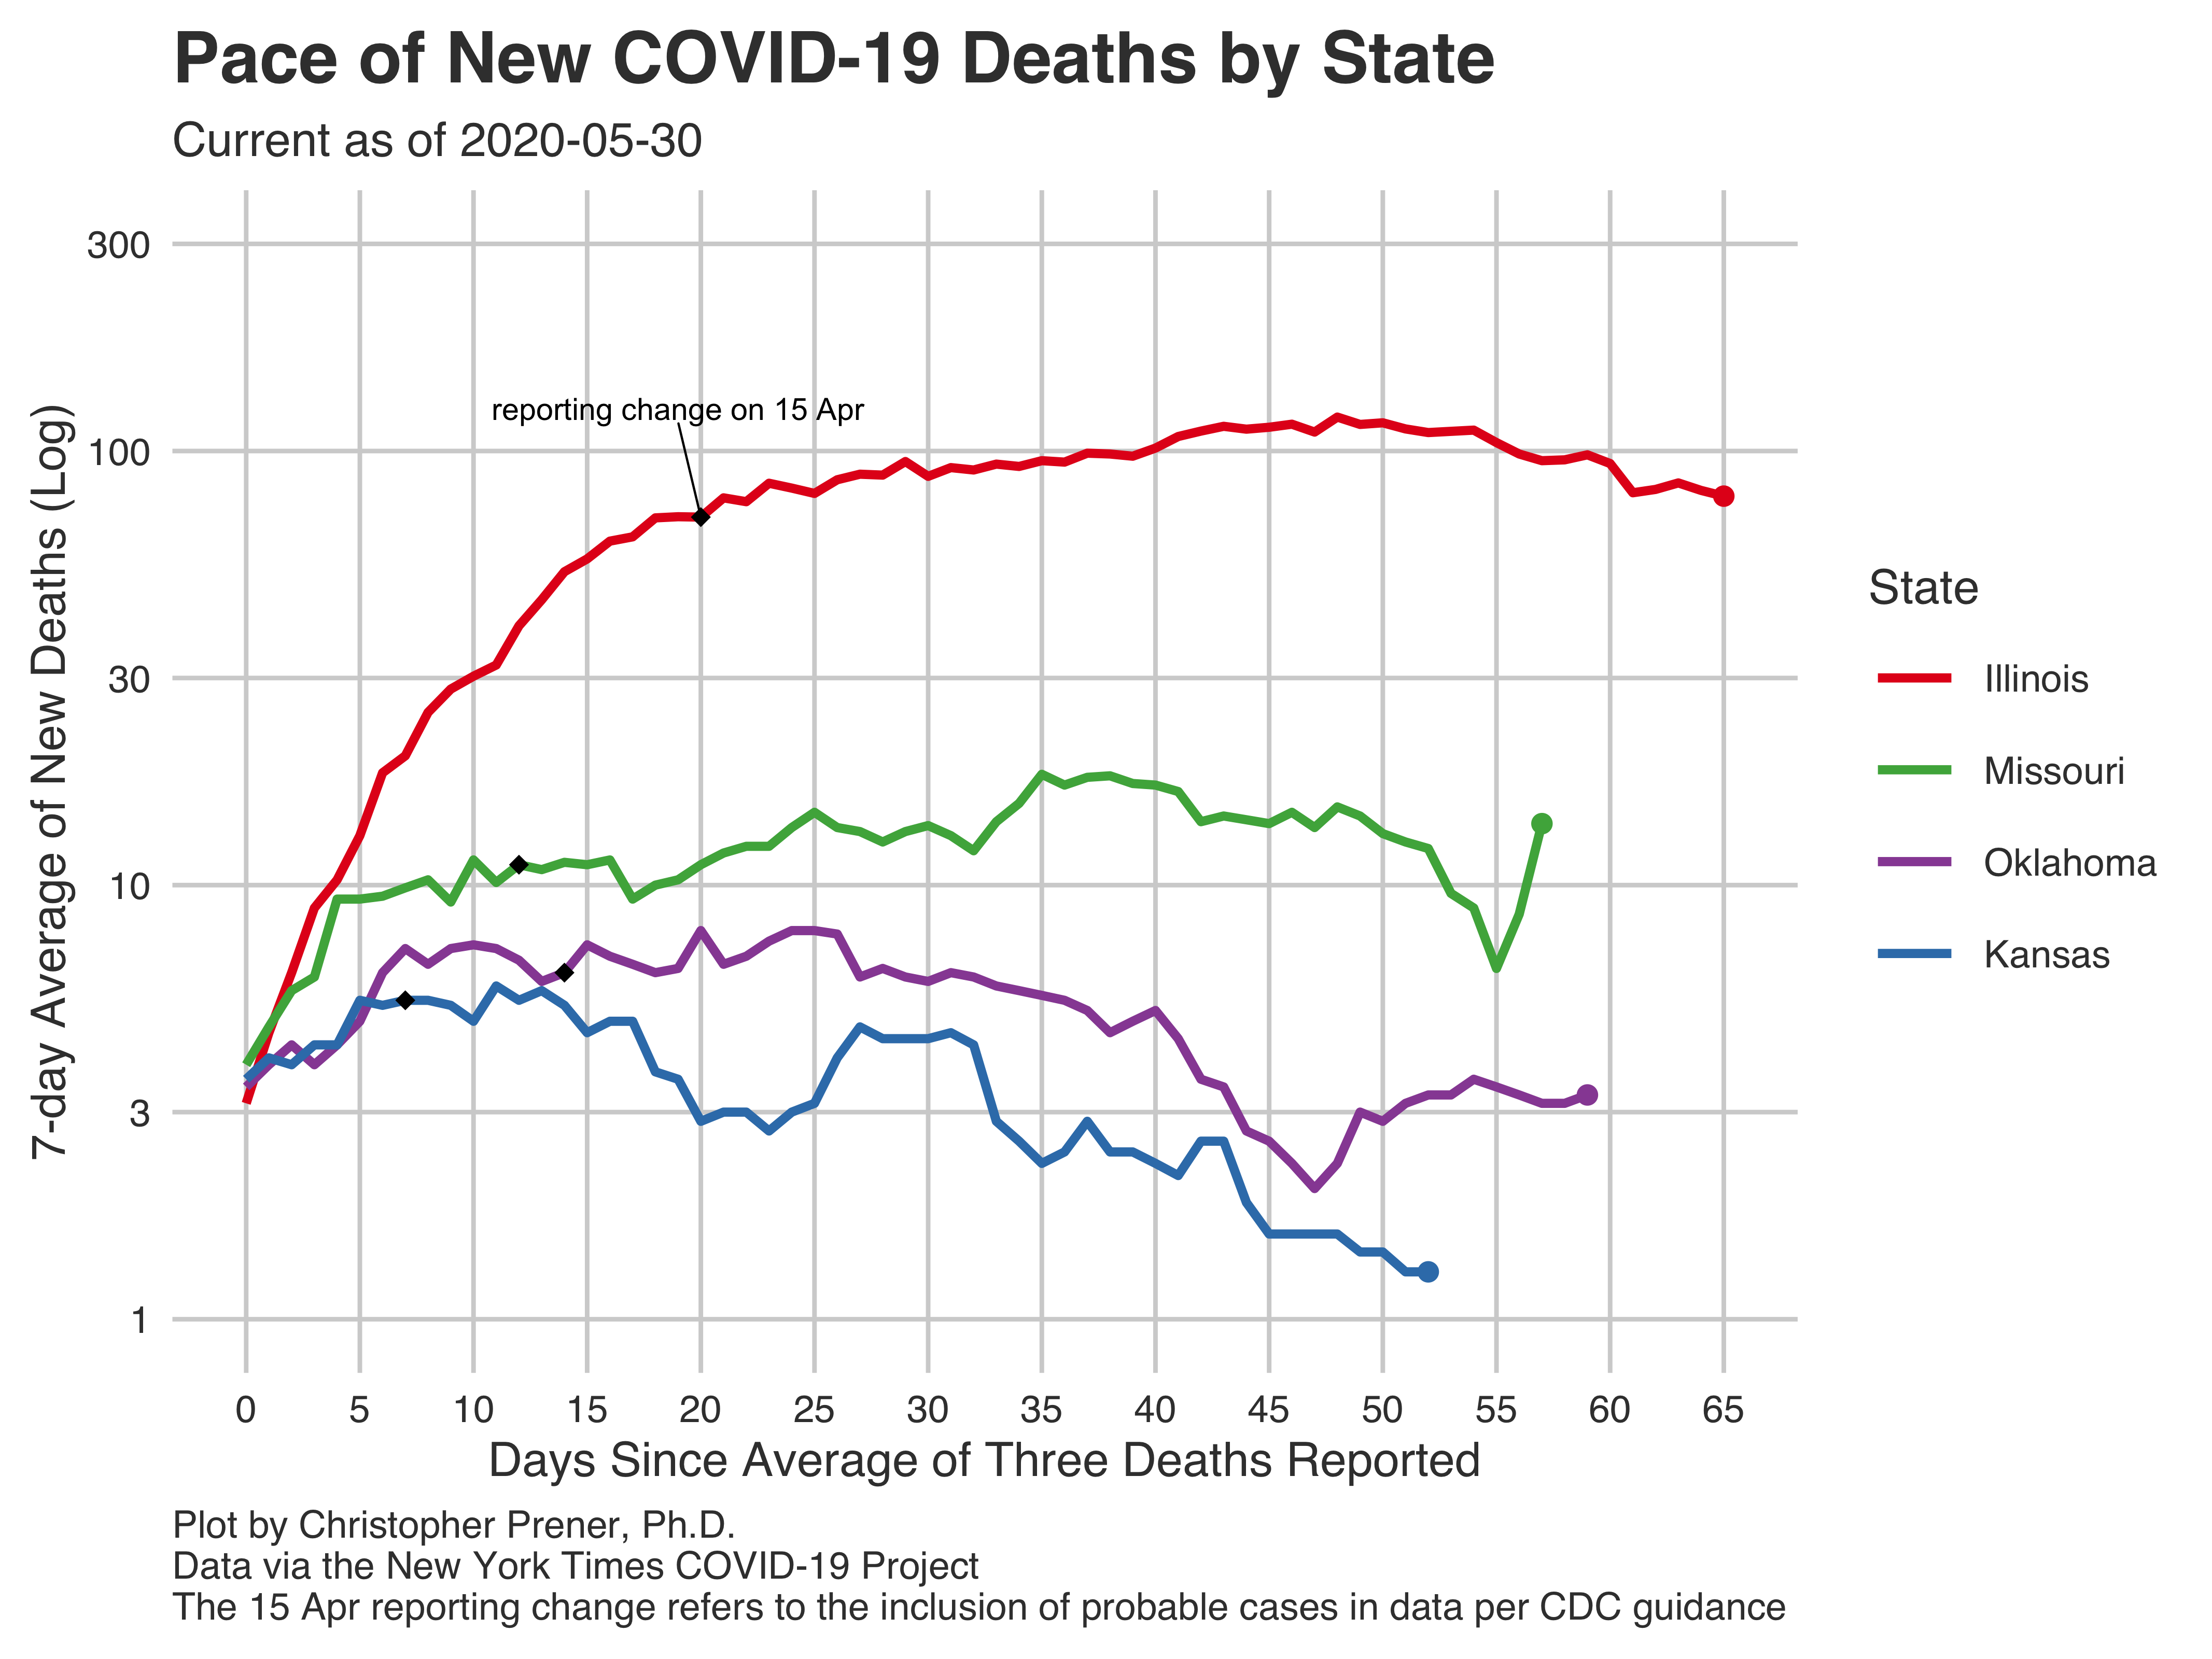 Pace of New COVID-19 Deaths by State
Current as of 2020-05-30
7-day Average of New Deaths (Log)
300
100
30
10
3
1
reporting change on 15 Apr
0 5 10 15 20 25 30 35 40 45 50 55 60 65
Days Since Average of Three Deaths Reported
State
Illinois
Missouri
Oklahoma
Kansas
Plot by Christopher Prener, Ph.D.
Data via the New York Times COVID-19 Project
The 15 Apr reporting change refers to the inclusion of probable cases in data per CDC guidance